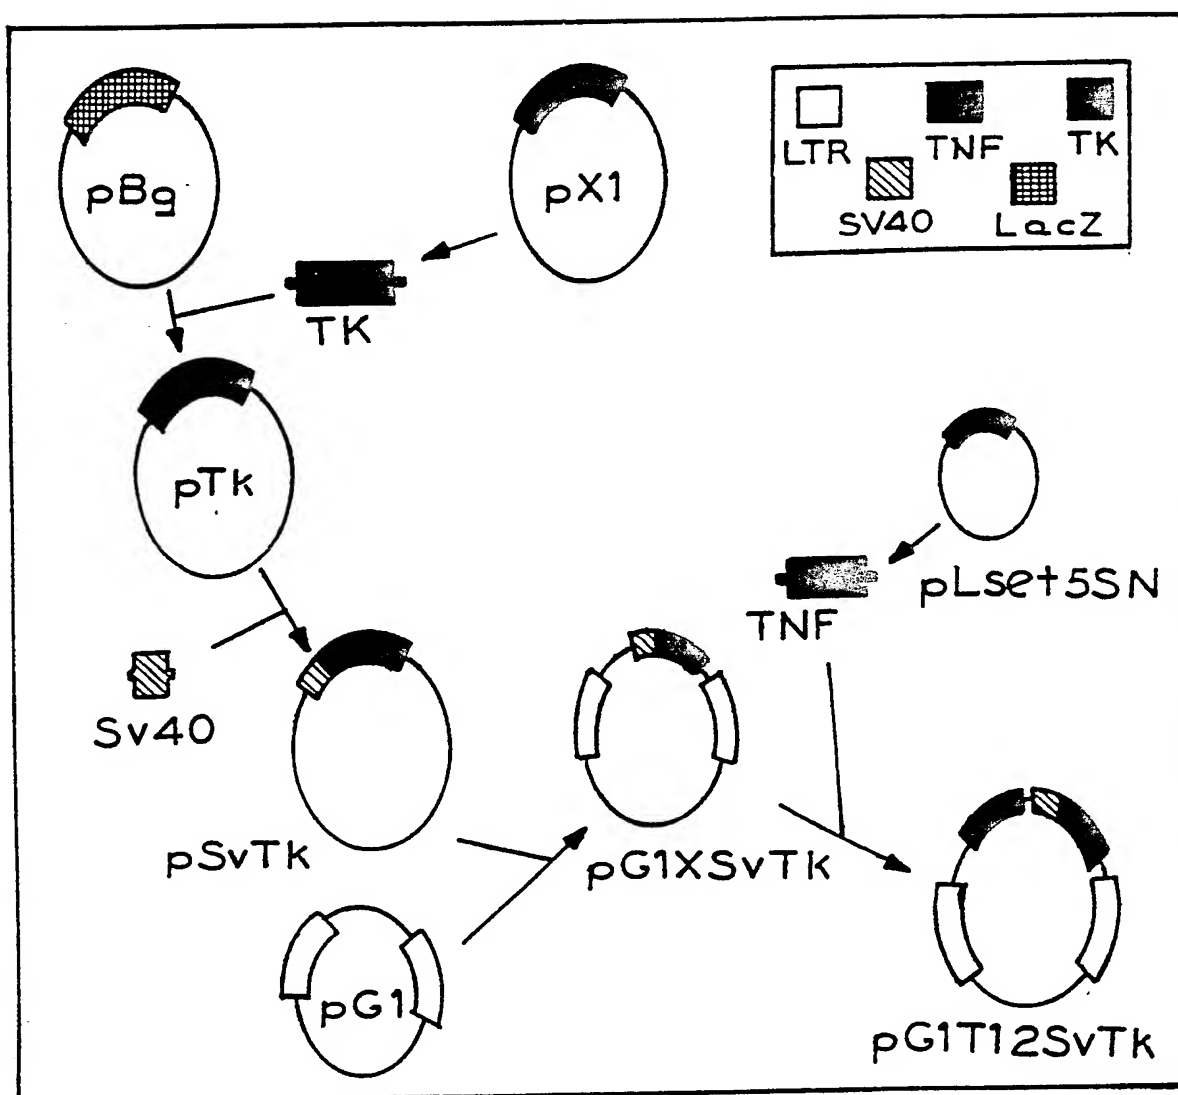 pBg
pX1
LTR
TNF
TK
SV40
LacZ
TK
pTk
pLset5SN
TNF
Sv40
pSvTk
pG1XSvTk
pG1
pG1T12SvTk